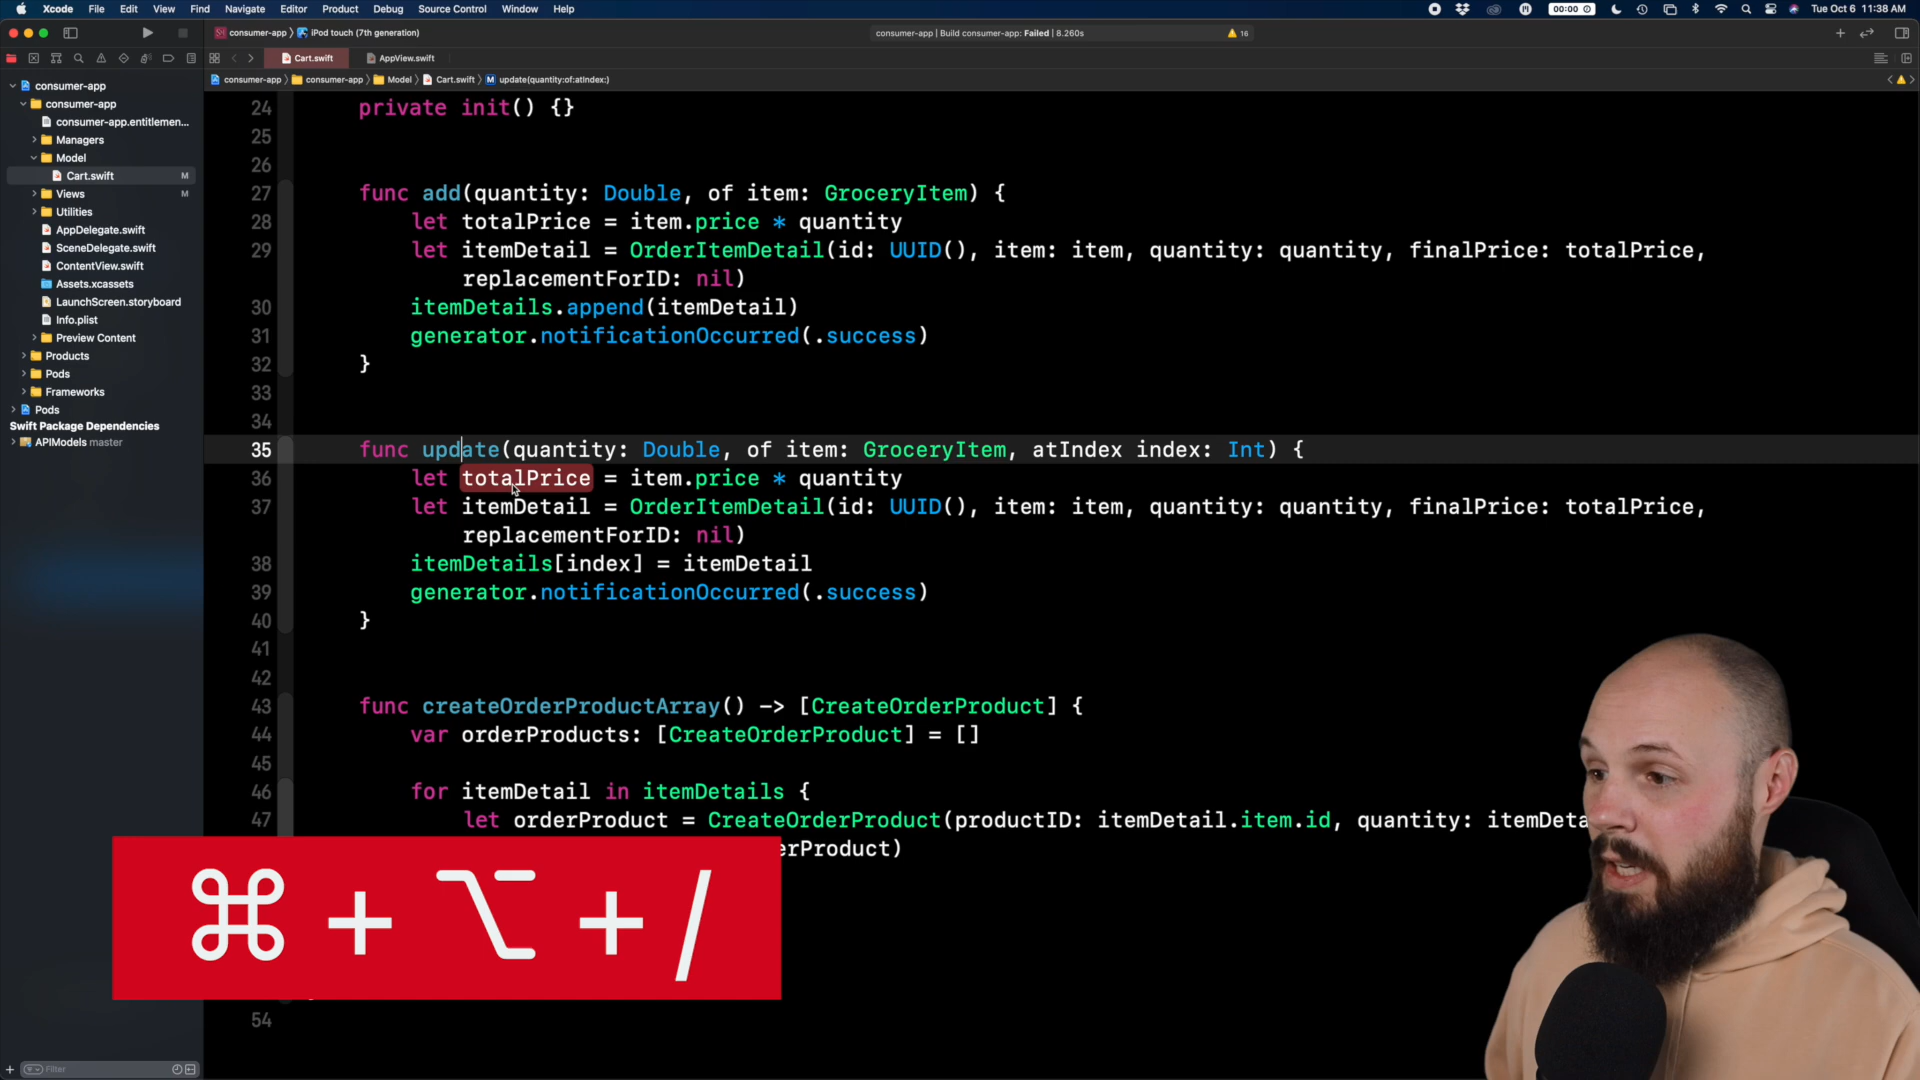 Xcode File Edit View Find Navigate Editor Product Debug Source Control Window Help
00:00
Tue Oct 6 11:38 AM
consumer-app iPod touch (7th generation)
consumer-app | Build consumer-app: Failed | 8.260s
16
Cart.swift
AppView.swift
consumer-app consumer-app Model Cart.swift M update(quantity:of:atIndex:)
consumer-app
consumer-app
consumer-app.entitlemen...
Managers
Model
Cart.swift M
Views M
Utilities
AppDelegate.swift
SceneDelegate.swift
ContentView.swift
Assets.xcassets
LaunchScreen.storyboard
Info.plist
Preview Content
Products
Pods
Frameworks
Pods
Swift Package Dependencies
APIModels master
Filter
24 private init() {}
25
26
27 func add(quantity: Double, of item: GroceryItem) {
28 let totalPrice = item.price * quantity
29 let itemDetail = OrderItemDetail(id: UUID(), item: item, quantity: quantity, finalPrice: totalPrice,
replacementForID: nil)
30 itemDetails.append(itemDetail)
31 generator.notificationOccurred(.success)
32 }
33
34
35 func update(quantity: Double, of item: GroceryItem, atIndex index: Int) {
36 let totalPrice = item.price * quantity
37 let itemDetail = OrderItemDetail(id: UUID(), item: item, quantity: quantity, finalPrice: totalPrice,
replacementForID: nil)
38 itemDetails[index] = itemDetail
39 generator.notificationOccurred(.success)
40 }
41
42
43 func createOrderProductArray() -> [CreateOrderProduct] {
44 var orderProducts: [CreateOrderProduct] = []
45
46 for itemDetail in itemDetails {
47 let orderProduct = CreateOrderProduct(productID: itemDetail.item.id, quantity: itemDeta
erProduct)
54
⌘ + ⌥ + /